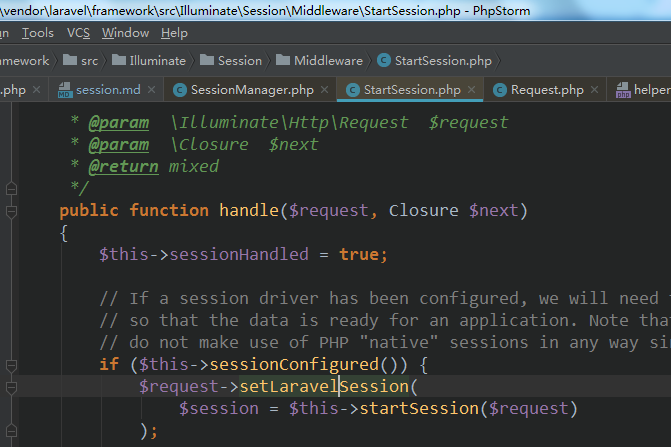 \vendor\laravel\framework\src\Illuminate\Session\Middleware\StartSession.php - PhpStorm
Tools VCS Window Help
mework src Illuminate Session Middleware StartSession.php
.php session.md SessionManager.php StartSession.php Request.php helper
* @param \Illuminate\Http\Request $request
* @param \Closure $next
* @return mixed
*/
public function handle($request, Closure $next)
{
$this->sessionHandled = true;
// If a session driver has been configured, we will need
// so that the data is ready for an application. Note tha
// do not make use of PHP "native" sessions in any way si
if ($this->sessionConfigured()) {
$request->setLaravelSession(
$session = $this->startSession($request)
);